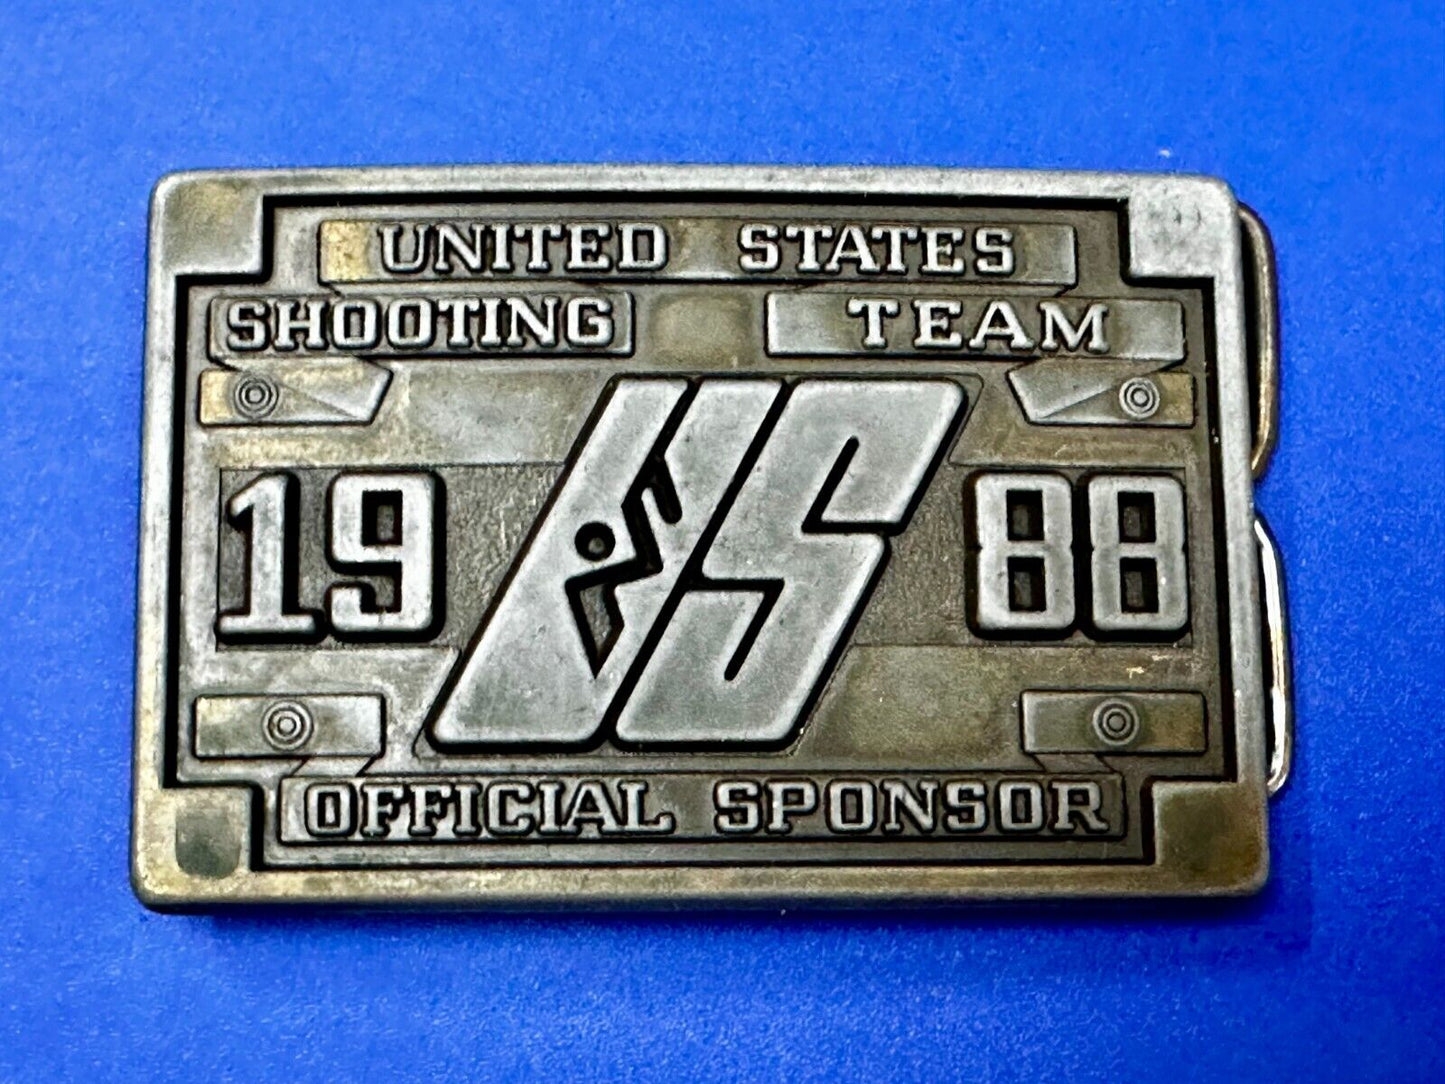 UNITED STATES
SHOOTING TEAM
19 US 88
OFFICIAL SPONSOR